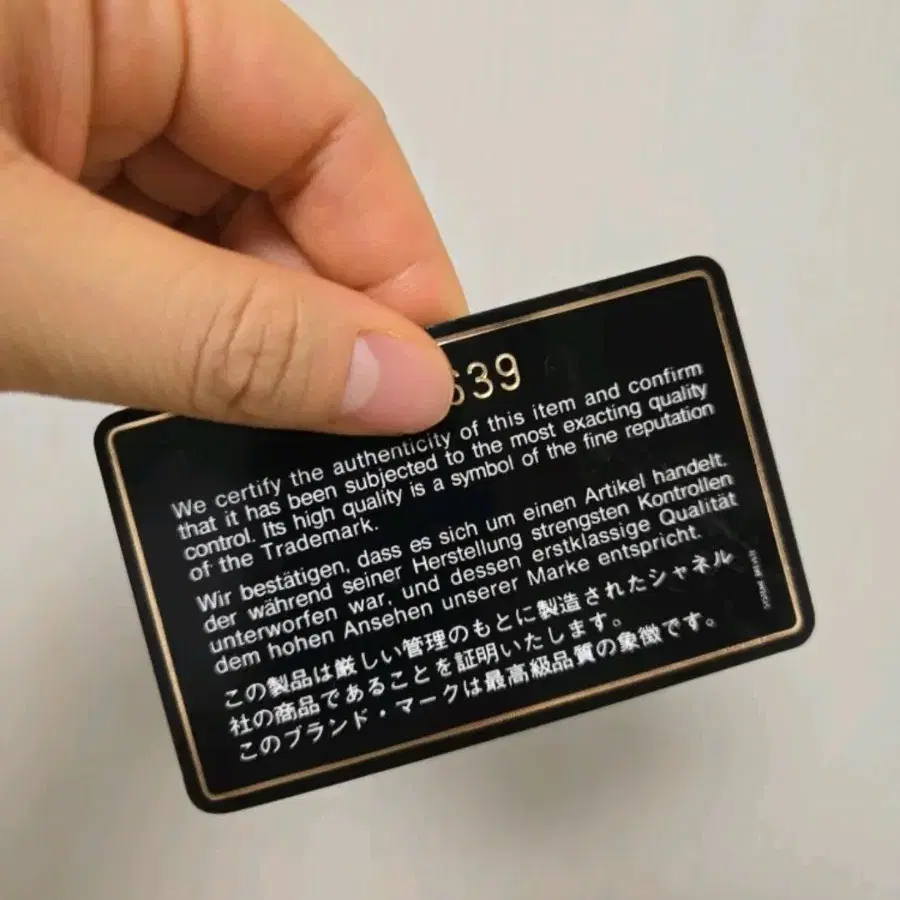 639
We certify the authenticity of this item and confirm
that it has been subjected to the most exacting quality
control. Its high quality is a symbol of the fine reputation
of the Trademark.
Wir bestätigen, dass es sich um einen Artikel handelt,
der während seiner Herstellung strengsten Kontrollen
unterworfen war, und dessen erstklassige Qualität
dem hohen Ansehen unserer Marke entspricht.
この製品は厳しい管理のもとに製造されたシャネル
社の商品であることを証明いたします。
このブランド・マークは最高級品質の象徴です。